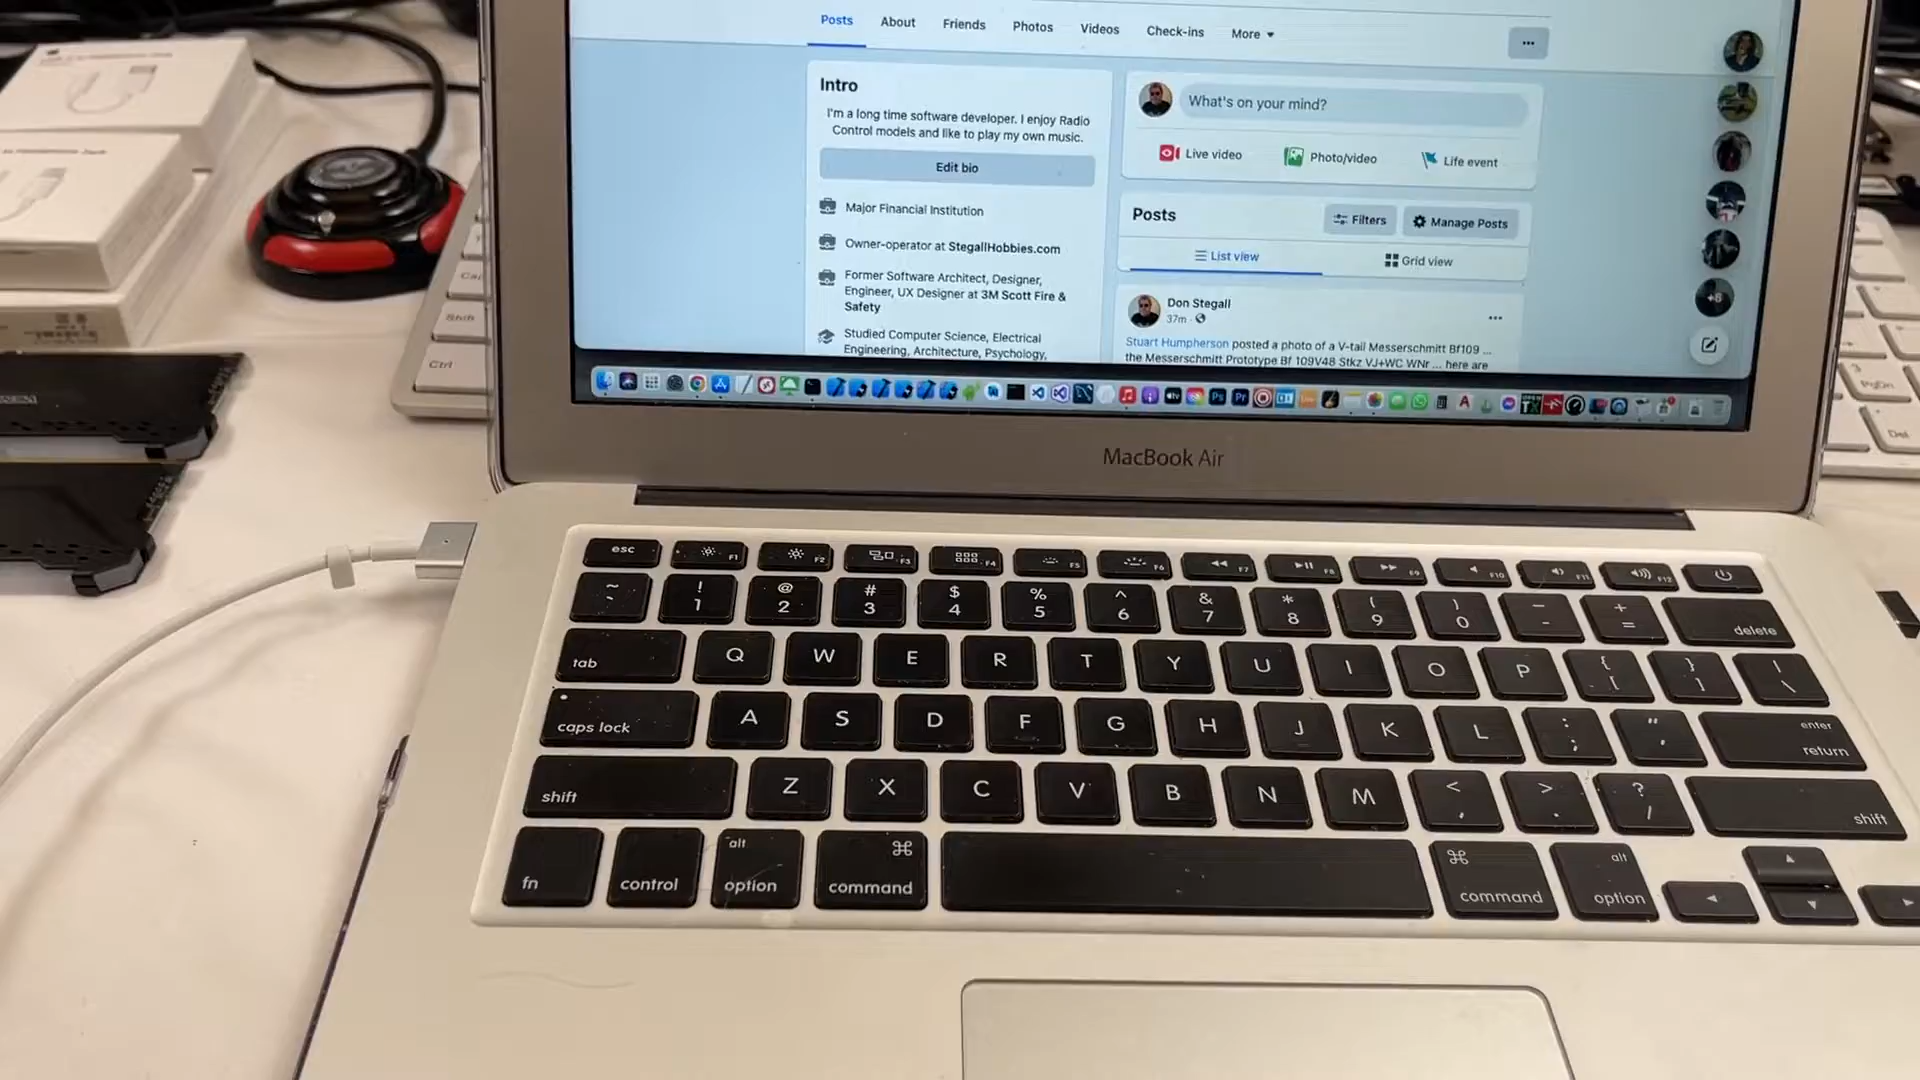 Posts About Friends Photos Videos Check-ins More
Intro
I'm a long time software developer. I enjoy Radio
Control models and like to play my own music.
Edit bio
Major Financial Institution
Owner-operator at StegallHobbies.com
Former Software Architect, Designer,
Engineer, UX Designer at 3M Scott Fire &
Safety
Studied Computer Science, Electrical
Engineering, Architecture, Psychology,
What's on your mind?
Live video Photo/video Life event
Posts Filters Manage Posts
List view Grid view
Don Stegall
37m
Stuart Humpherson posted a photo of a V-tail Messerschmitt Bf109 ...
the Messerschmitt Prototype Bf 109V48 Stkz VJ+WC WNr ... here are
+6
MacBook Air
esc F1 F2 F3 F4 F5 F6 F7 F8 F9 F10 F11 F12
~ ! @ # $ % ^ & * ( ) _ +
` 1 2 3 4 5 6 7 8 9 0 - = delete
tab Q W E R T Y U I O P { [ } ] | \
caps lock A S D F G H J K L : ; " ' enter return
shift Z X C V B N M < , > . ? / shift
fn control alt option ⌘ command ⌘ command alt option
Shift
Ctrl
3
PgDn
Del